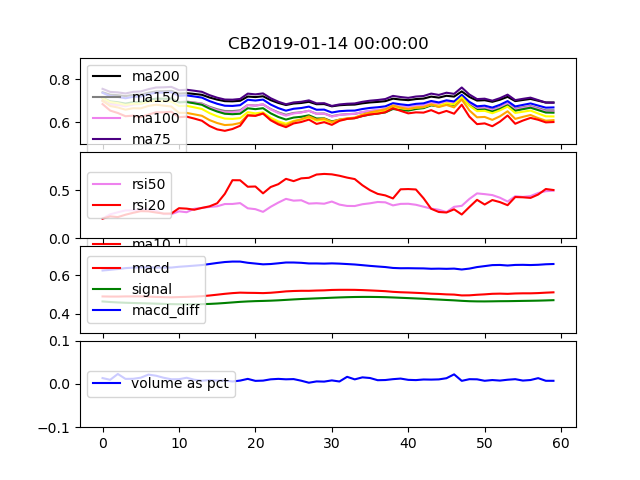 CB2019-01-14 00:00:00
0.8
0.6
ma200
ma150
ma100
ma75
0.5
0.0
rsi50
rsi20
ma10
0.6
0.4
macd
signal
macd_diff
0.1
0.0
−0.1
volume as pct
0 10 20 30 40 50 60